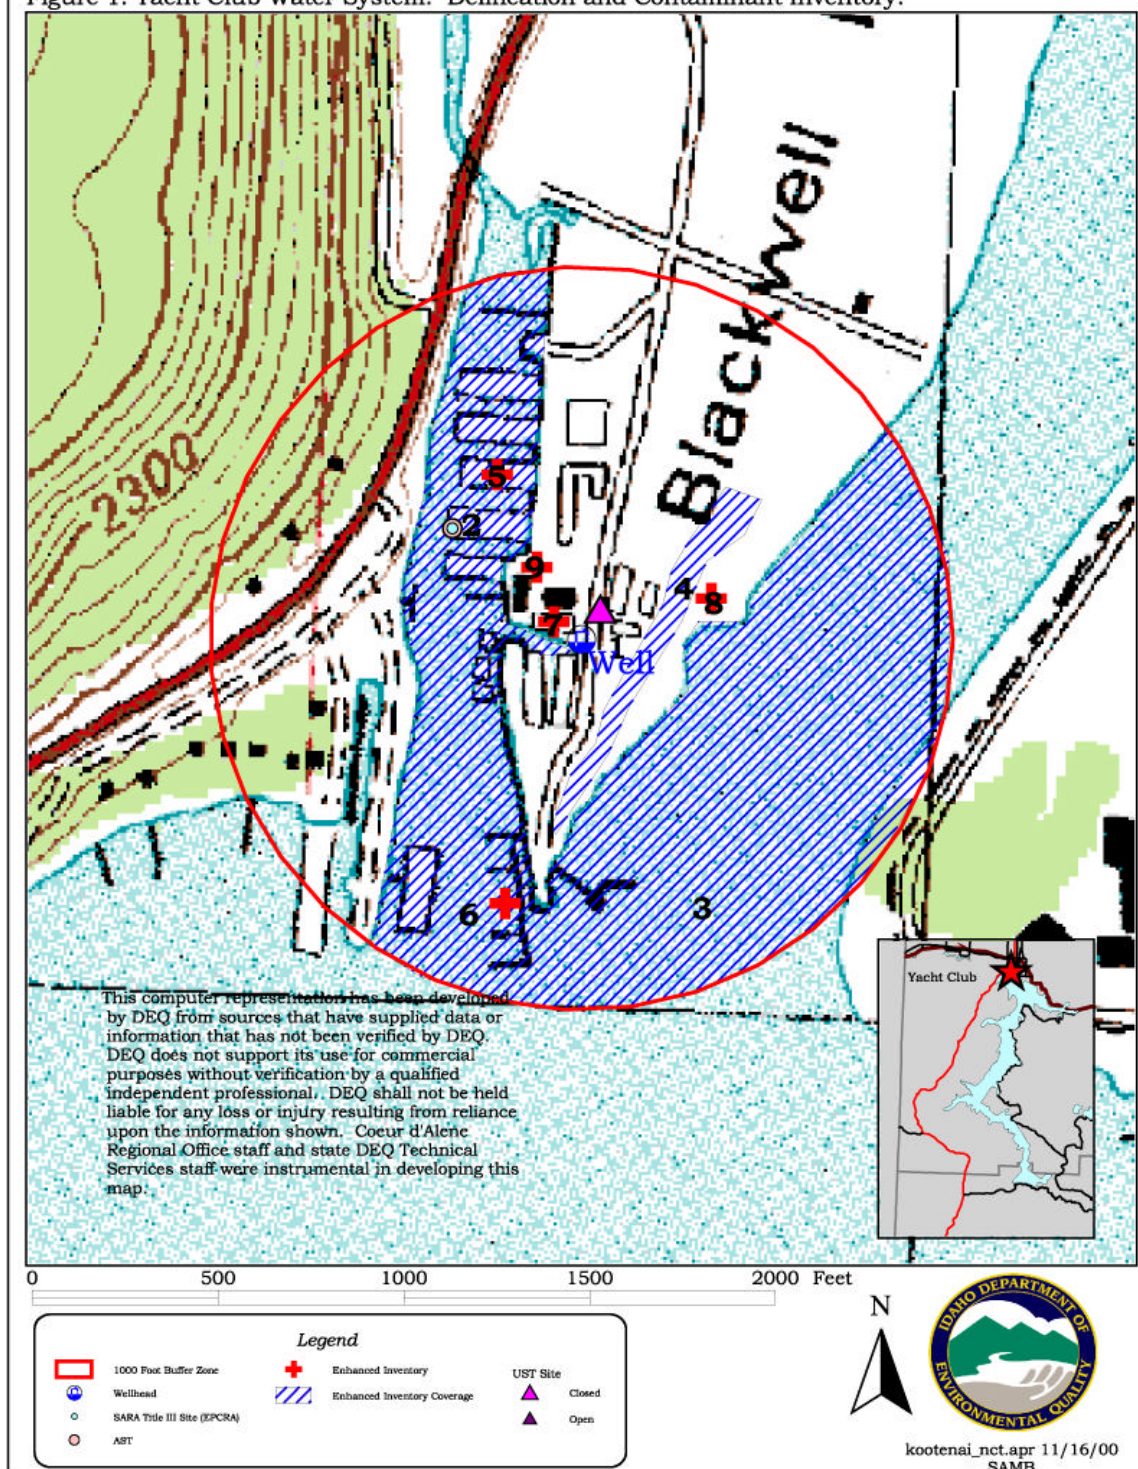 Figure 1. Yacht Club Water System. Delineation and Contaminant Inventory.
Blackwell
2300
5
2
9
4
8
7
Well
6
3
Yacht Club
This computer representation has been developed
by DEQ from sources that have supplied data or
information that has not been verified by DEQ.
DEQ does not support its use for commercial
purposes without verification by a qualified
independent professional. DEQ shall not be held
liable for any loss or injury resulting from reliance
upon the information shown. Coeur d'Alene
Regional Office staff and state DEQ Technical
Services staff were instrumental in developing this
map.
0 500 1000 1500 2000 Feet
Legend
1000 Foot Buffer Zone
Wellhead
SARA Title III Site (EPCRA)
AST
Enhanced Inventory
Enhanced Inventory Coverage
UST Site
Closed
Open
N
IDAHO DEPARTMENT OF
ENVIRONMENTAL QUALITY
kootenai_nct.apr 11/16/00
SAMB